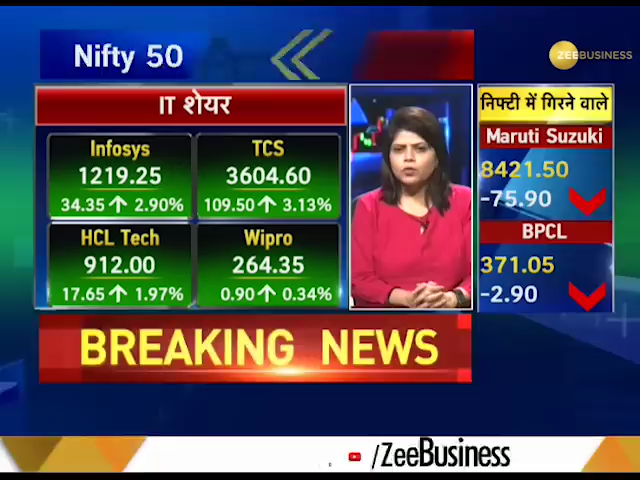 Nifty 50
ZEEBUSINESS
IT शेयर
Infosys
1219.25
34.35 ↑ 2.90%
TCS
3604.60
109.50 ↑ 3.13%
HCL Tech
912.00
17.65 ↑ 1.97%
Wipro
264.35
0.90 ↑ 0.34%
निफ्टी में गिरने वाले
Maruti Suzuki
8421.50
-75.90
BPCL
371.05
-2.90
BREAKING NEWS
/ZeeBusiness